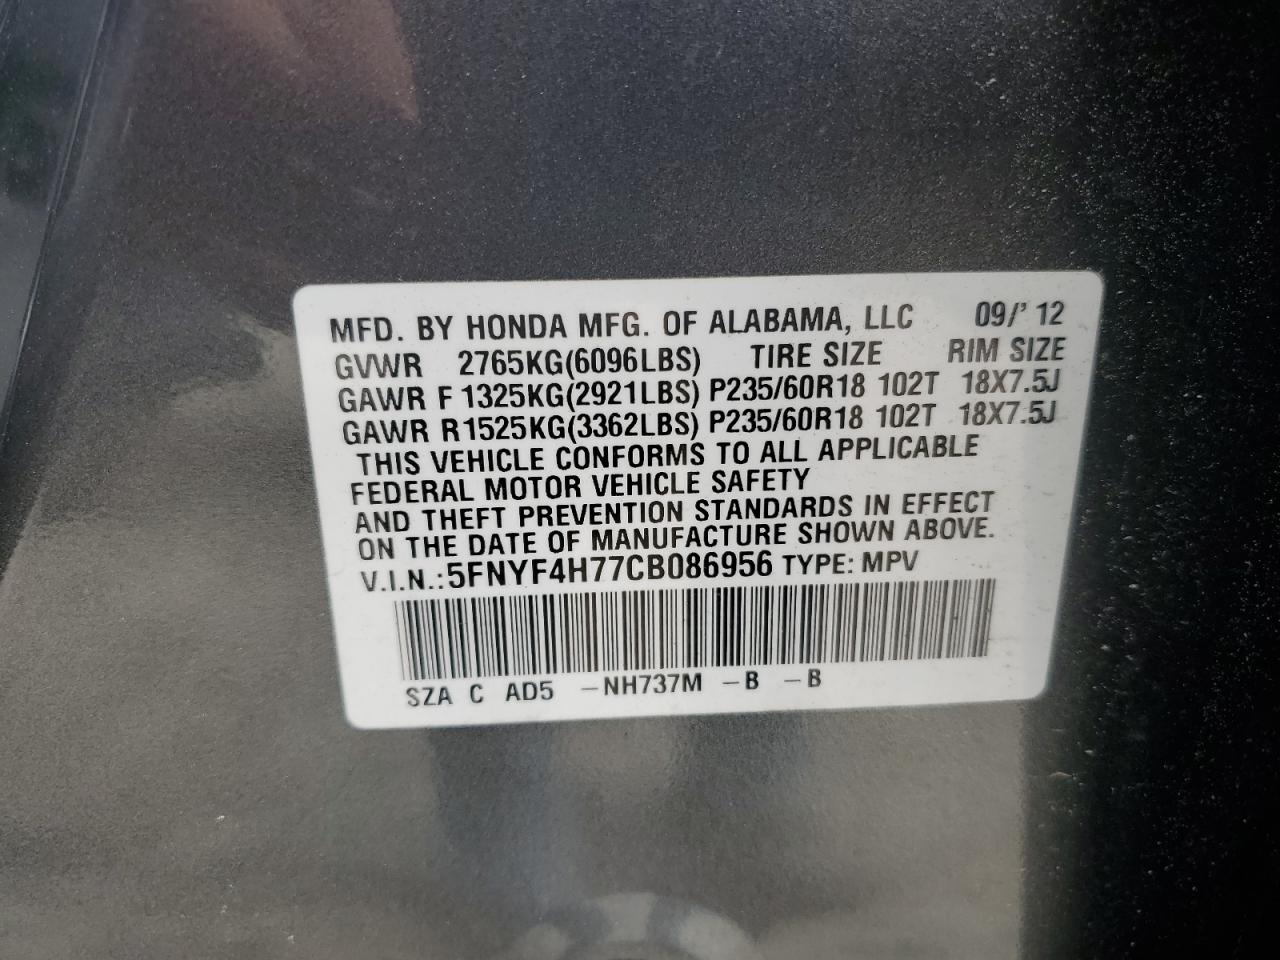 MFD. BY HONDA MFG. OF ALABAMA, LLC 09/'12
GVWR 2765KG(6096LBS) TIRE SIZE RIM SIZE
GAWR F 1325KG(2921LBS) P235/60R18 102T 18X7.5J
GAWR R1525KG(3362LBS) P235/60R18 102T 18X7.5J
THIS VEHICLE CONFORMS TO ALL APPLICABLE
FEDERAL MOTOR VEHICLE SAFETY
AND THEFT PREVENTION STANDARDS IN EFFECT
ON THE DATE OF MANUFACTURE SHOWN ABOVE.
V.I.N.:5FNYF4H77CB086956 TYPE: MPV
SZA C AD5 -NH737M -B -B